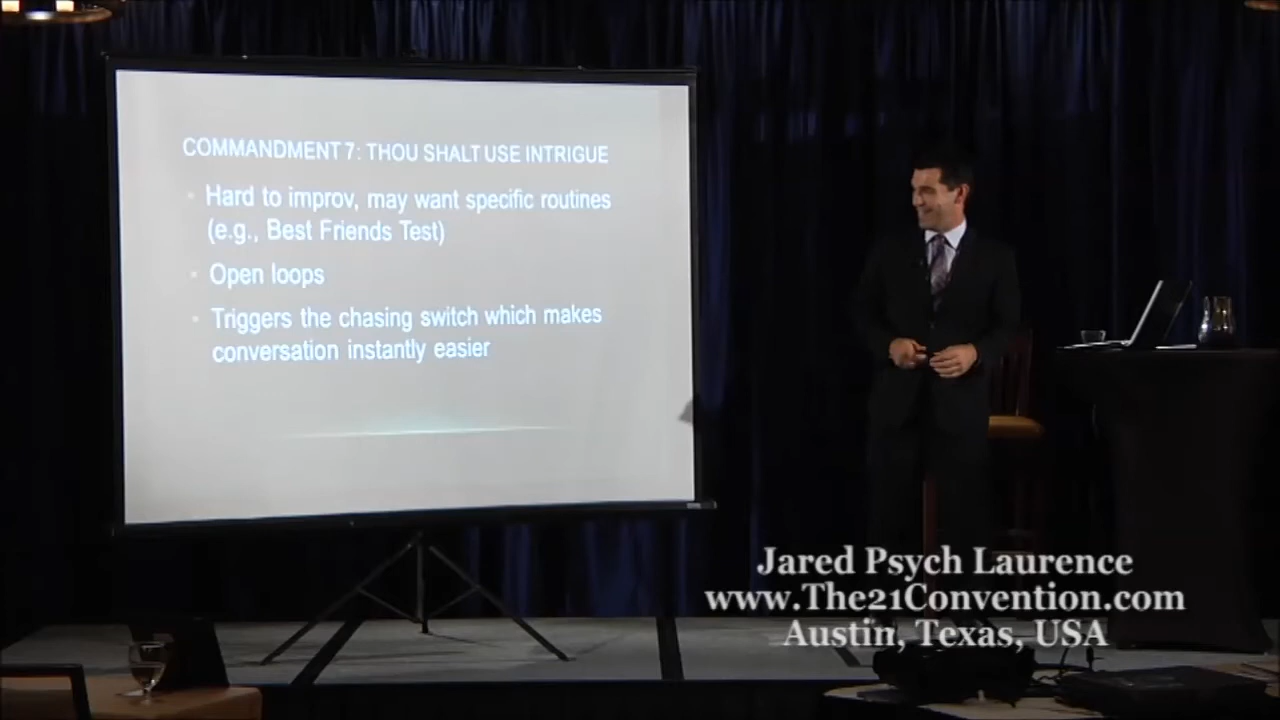 COMMANDMENT 7: THOU SHALT USE INTRIGUE
Hard to improv, may want specific routines
(e.g., Best Friends Test)
Open loops
Triggers the chasing switch which makes
conversation instantly easier
Jared Psych Laurence
www.The21Convention.com
Austin, Texas, USA